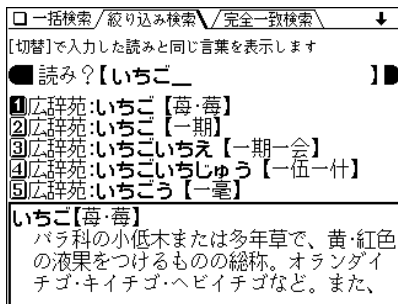 一括検索 絞り込み検索 完全一致検索 ↓
[切替]で入力した読みと同じ言葉を表示します
読み?【いちご_ 】
1広辞苑:いちご【苺・莓】
2広辞苑:いちご【一期】
3広辞苑:いちごいちえ【一期一会】
4広辞苑:いちごいちじゅう【一伍一什】
5広辞苑:いちごう【一毫】
いちご【苺・莓】
バラ科の小低木または多年草で、黄・紅色
の液果をつけるものの総称。オランダイ
チゴ・キイチゴ・ヘビイチゴなど。また、